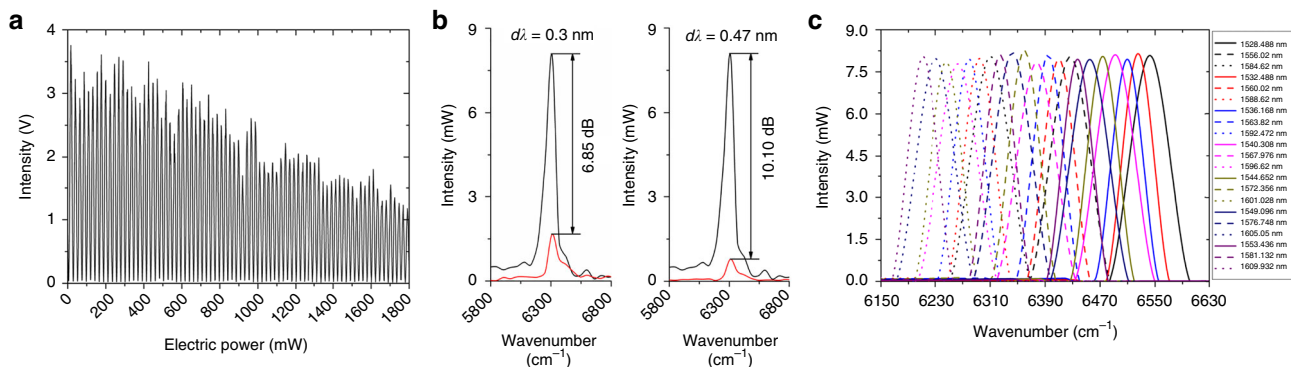 a
Intensity (V)
4
3
2
1
0
0
200
400
600
800
1000
1200
1400
1600
1800
Electric power (mW)
b
dλ = 0.3 nm
Intensity (mW)
9
6
3
0
6.85 dB
5800
6300
6800
Wavenumber
(cm⁻¹)
dλ = 0.47 nm
Intensity (mW)
9
6
3
0
10.10 dB
5800
6300
6800
Wavenumber
(cm⁻¹)
c
Intensity (mW)
9.0
7.5
6.0
4.5
3.0
1.5
0.0
6150
6230
6310
6390
6470
6550
6630
Wavenumber (cm⁻¹)
1528.488 nm
1556.02 nm
1584.62 nm
1532.488 nm
1560.02 nm
1588.62 nm
1536.168 nm
1563.82 nm
1592.472 nm
1540.308 nm
1567.976 nm
1596.62 nm
1544.652 nm
1572.356 nm
1601.028 nm
1549.096 nm
1576.748 nm
1605.05 nm
1553.436 nm
1581.132 nm
1609.932 nm